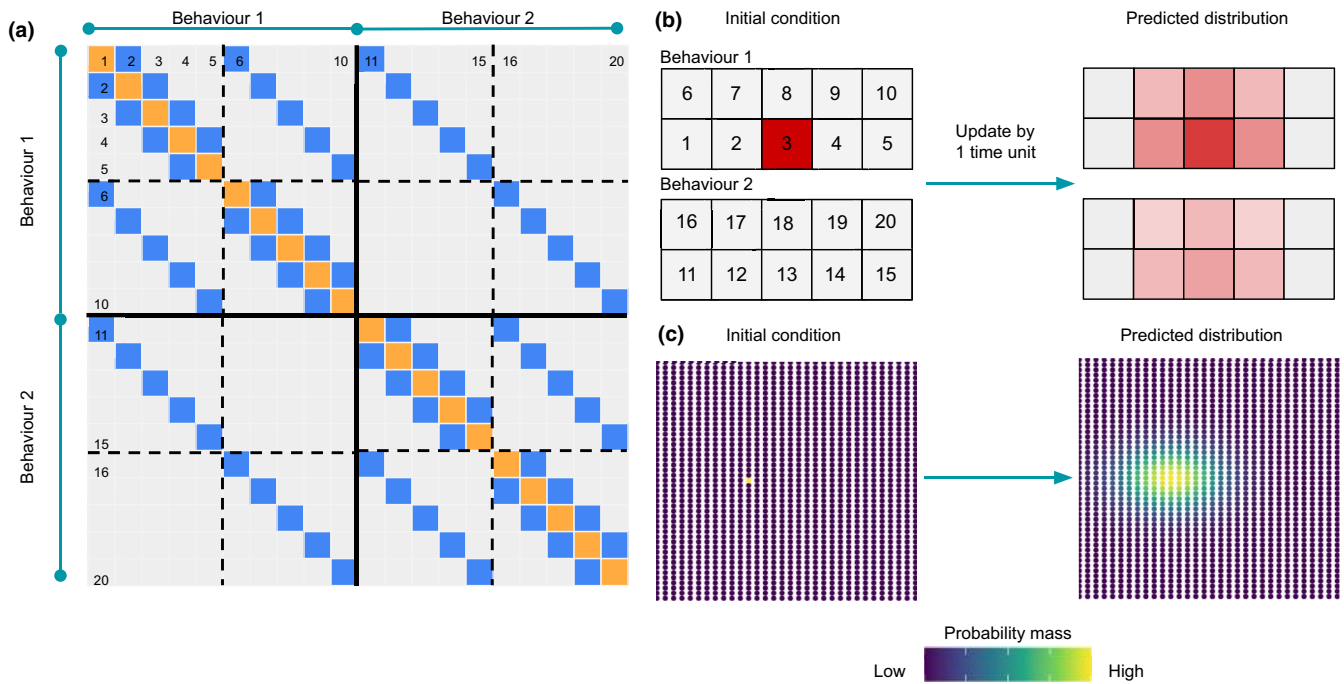 (a)
Behaviour 1
Behaviour 2
1 2 3 4 5 6 10 11 15 16 20
2
3
4
5
6
10
11
15
16
20
Behaviour 1
Behaviour 2
(b)
Initial condition
Predicted distribution
Behaviour 1
6 7 8 9 10
1 2 3 4 5
Update by
1 time unit
Behaviour 2
16 17 18 19 20
11 12 13 14 15
(c)
Initial condition
Predicted distribution
Probability mass
Low
High